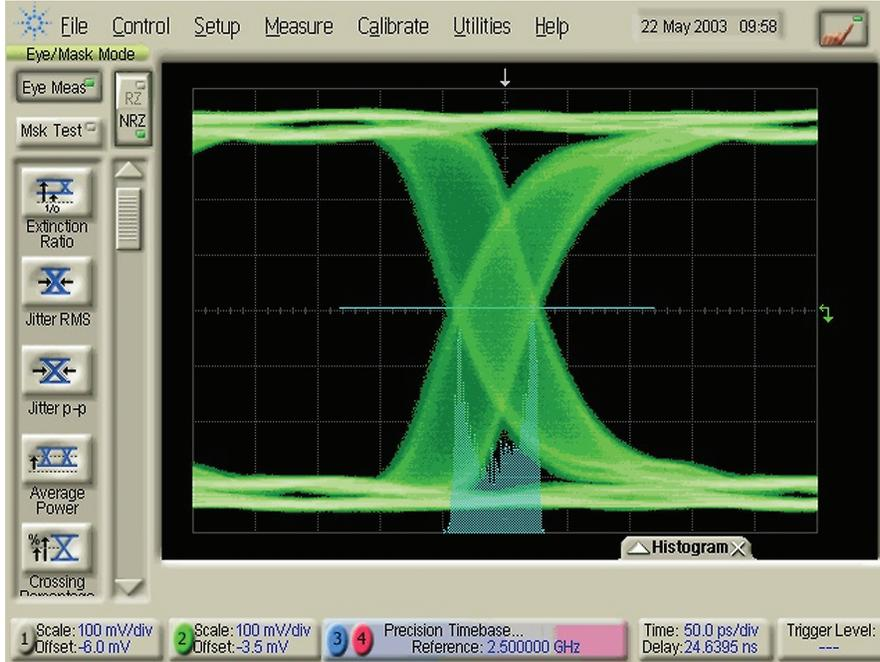 File Control Setup Measure Calibrate Utilities Help 22 May 2003 09:58
Eye/Mask Mode
Eye Meas
RZ
NRZ
Msk Test
1/0
Extinction
Ratio
Jitter RMS
Jitter p-p
Average
Power
%
Crossing
Percentage
Histogram
1 Scale: 100 mV/div
Offset:-6.0 mV
2 Scale: 100 mV/div
Offset:-3.5 mV
3 4 Precision Timebase...
Reference: 2.500000 GHz
Time: 50.0 ps/div
Delay:24.6395 ns
Trigger Level:
---